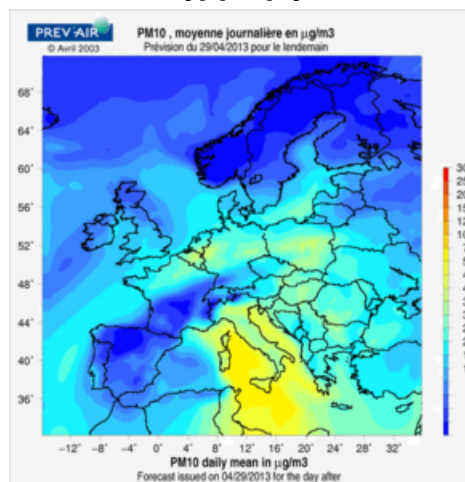 PREV'AIR
© Avril 2003
PM10 , moyenne journalière en µg/m3
Prévision du 29/04/2013 pour le lendemain
68°
64°
60°
56°
52°
48°
44°
40°
36°
−12° −8° −4° 0° 4° 8° 12° 16° 20° 24° 28° 32°
PM10 daily mean in µg/m3
Forecast issued on 04/29/2013 for the day after